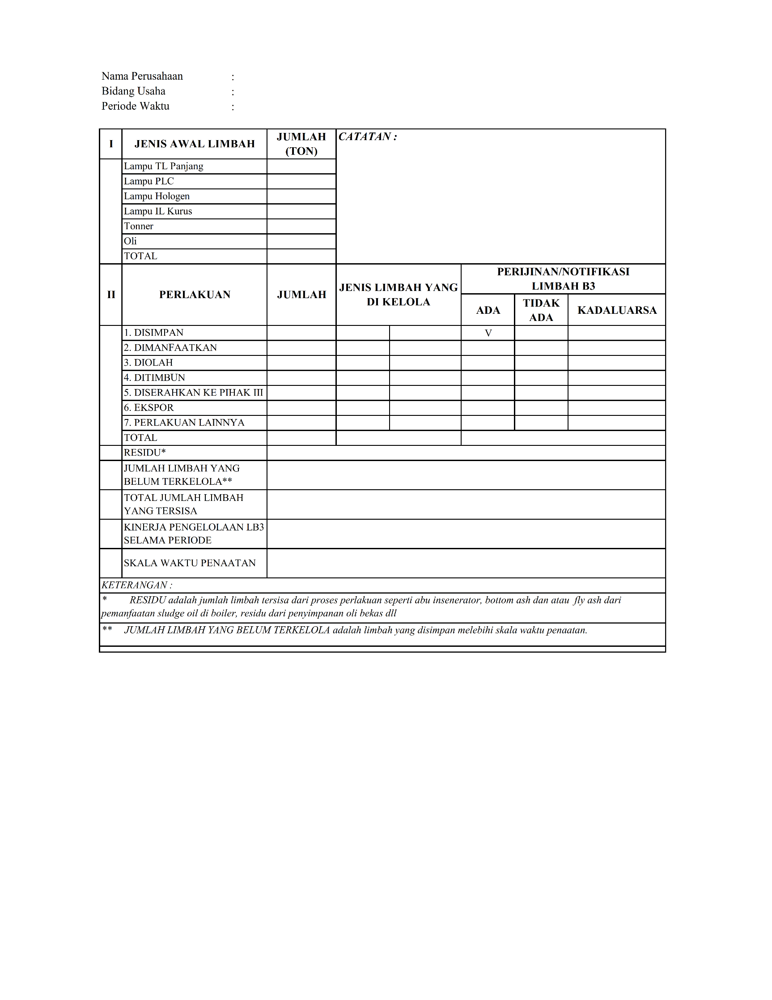 Nama Perusahaan :
Bidang Usaha :
Periode Waktu :
I JENIS AWAL LIMBAH JUMLAH (TON) CATATAN :
Lampu TL Panjang
Lampu PLC
Lampu Hologen
Lampu IL Kurus
Tonner
Oli
TOTAL
II PERLAKUAN JUMLAH JENIS LIMBAH YANG DI KELOLA PERIJINAN/NOTIFIKASI LIMBAH B3
ADA TIDAK ADA KADALUARSA
1. DISIMPAN V
2. DIMANFAATKAN
3. DIOLAH
4. DITIMBUN
5. DISERAHKAN KE PIHAK III
6. EKSPOR
7. PERLAKUAN LAINNYA
TOTAL
RESIDU*
JUMLAH LIMBAH YANG
BELUM TERKELOLA**
TOTAL JUMLAH LIMBAH
YANG TERSISA
KINERJA PENGELOLAAN LB3
SELAMA PERIODE
SKALA WAKTU PENAATAN
KETERANGAN :
* RESIDU adalah jumlah limbah tersisa dari proses perlakuan seperti abu insenerator, bottom ash dan atau fly ash dari
pemanfaatan sludge oil di boiler, residu dari penyimpanan oli bekas dll
** JUMLAH LIMBAH YANG BELUM TERKELOLA adalah limbah yang disimpan melebihi skala waktu penaatan.